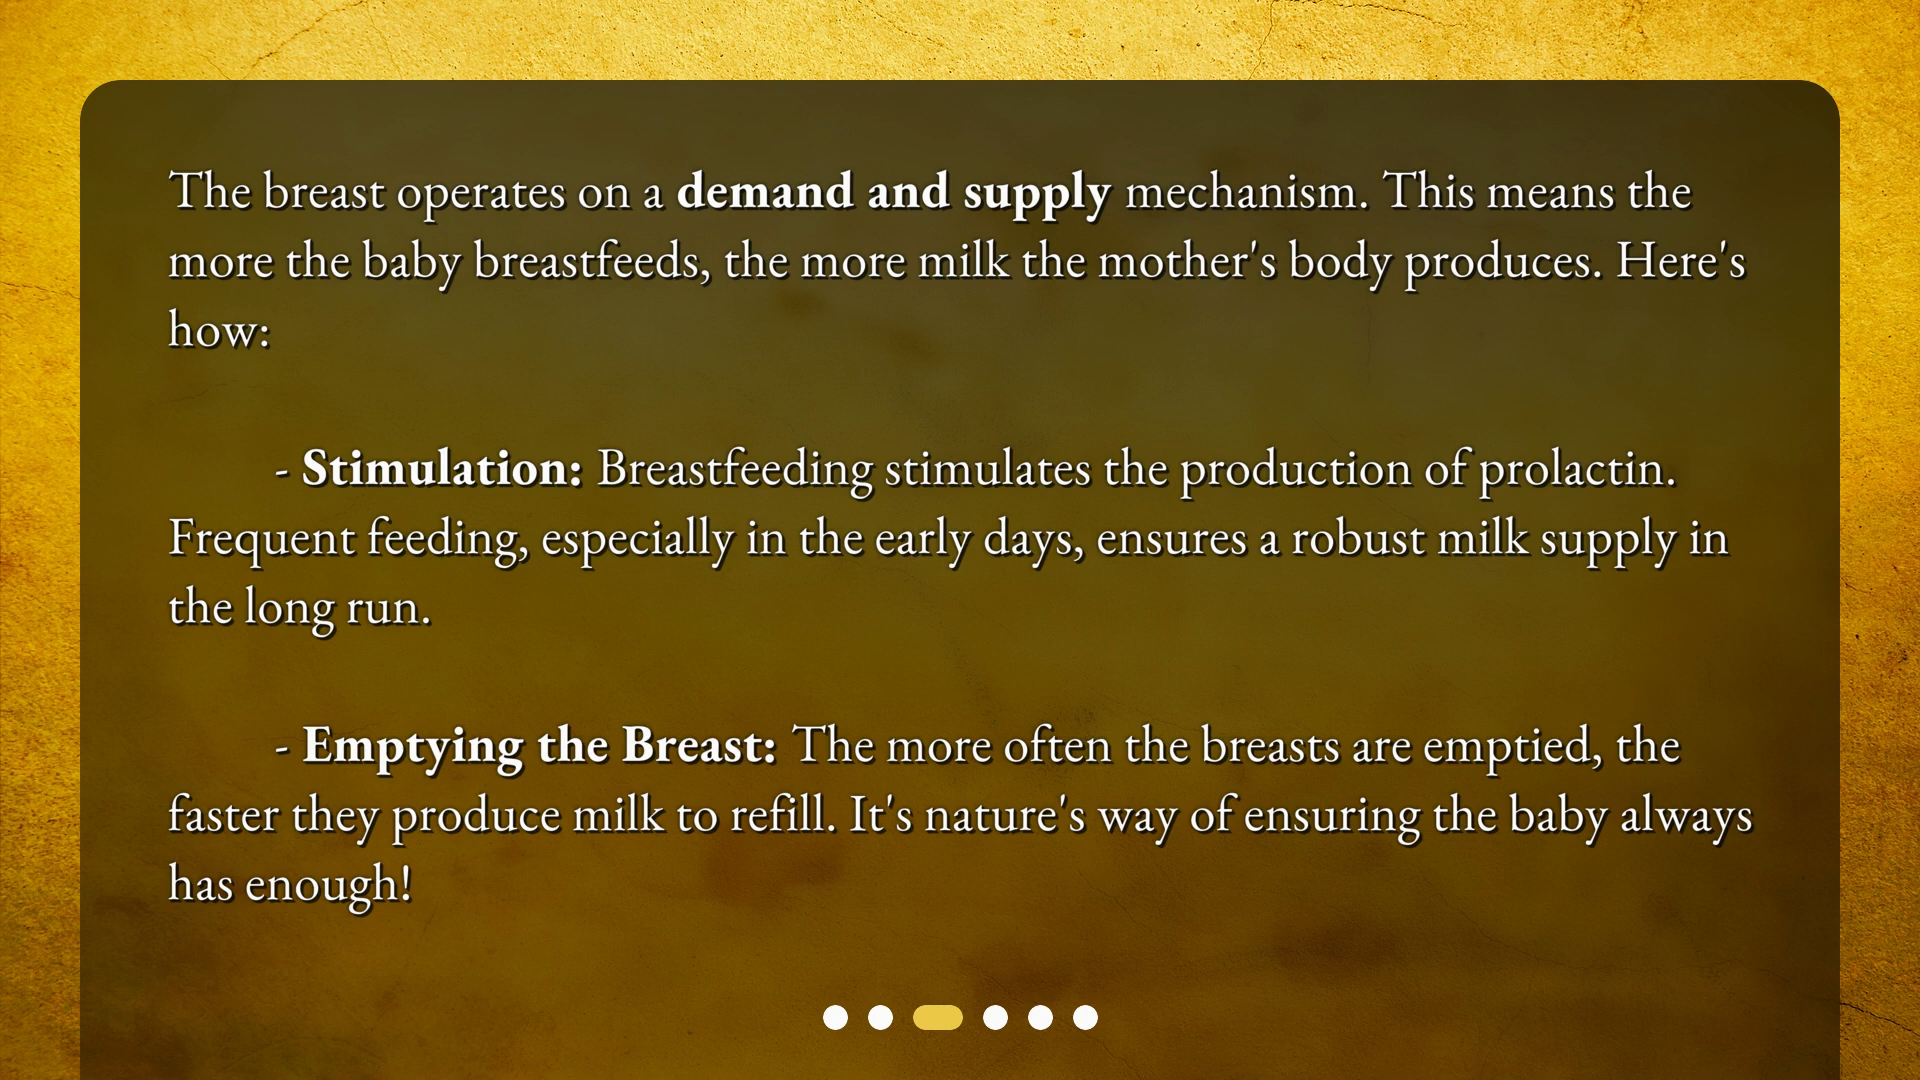 The breast operates on a demand and supply mechanism. This means the
more the baby breastfeeds, the more milk the mother's body produces. Here's
how:
- Stimulation: Breastfeeding stimulates the production of prolactin.
Frequent feeding, especially in the early days, ensures a robust milk supply in
the long run.
- Emptying the Breast: The more often the breasts are emptied, the
faster they produce milk to refill. It's nature's way of ensuring the baby always
has enough!